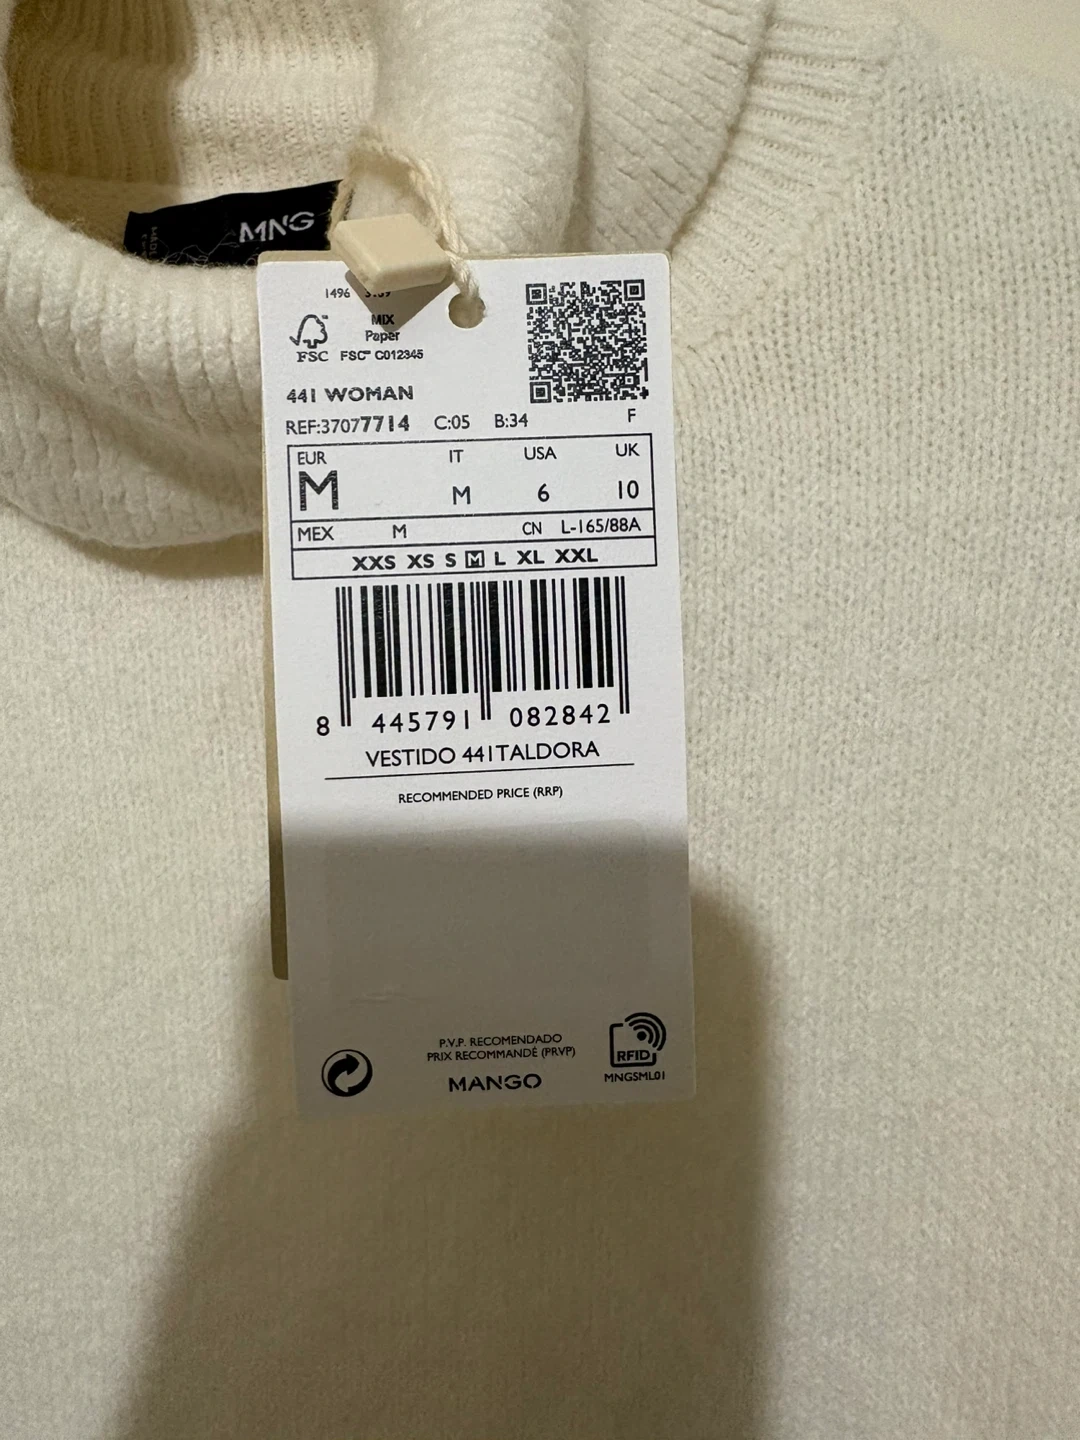 MNG
1496
MIX
Paper
FSC FSC™ C012345
441 WOMAN
REF:37077714 C:05 B:34 F
EUR IT USA UK
M M 6 10
MEX M CN L-165/88A
XXS XS S M L XL XXL
8 445791 082842
VESTIDO 441TALDORA
RECOMMENDED PRICE (RRP)
P.V.P. RECOMENDADO
PRIX RECOMMANDÉ (PRVP)
MANGO
RFID
MNGSML01